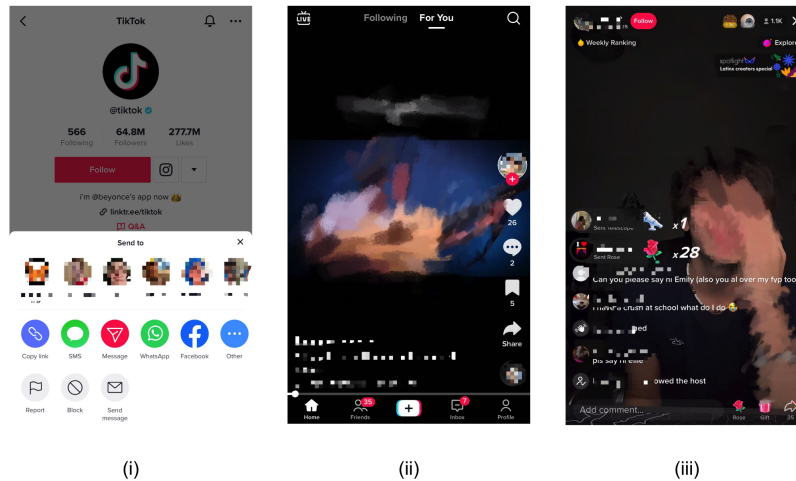 TikTok
@tiktok
566 64.8M 277.7M
Following Followers Likes
Follow
i'm @beyonce's app now
linktr.ee/tiktok
Q&A
Send to
Copy link SMS Message WhatsApp Facebook Other
Report Block Send
message
(i)
LIVE Following For You
26
2
5
Share
35 7
Home Friends Inbox Profile
(ii)
Follow 1.1K
Weekly Ranking Explore
spotlight
Latinx creators special
x1
Sent Telescope
x28
Sent Rose
Can you please say hi Emily (also you al over my fyp too
I have a crush at school what do I do
pls say hi ellie
owed the host
Add comment...
Rose Gift 35
(iii)